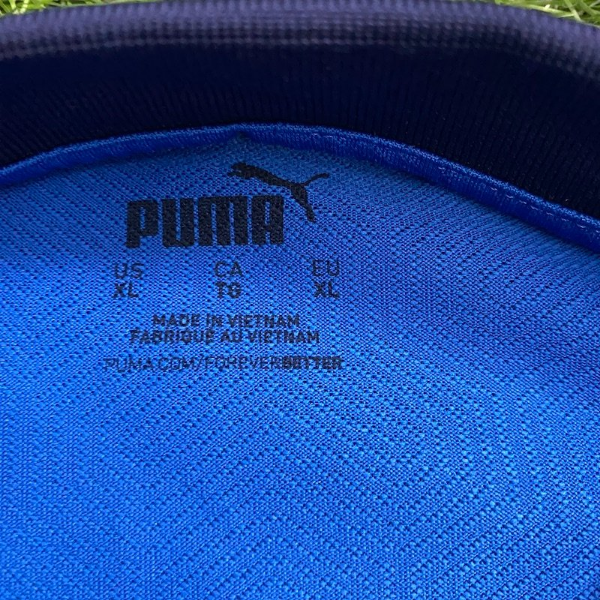 PUMA
US CA EU
XL TG XL
MADE IN VIETNAM
FABRIQUE AU VIETNAM
PUMA.COM/FOREVERBETTER